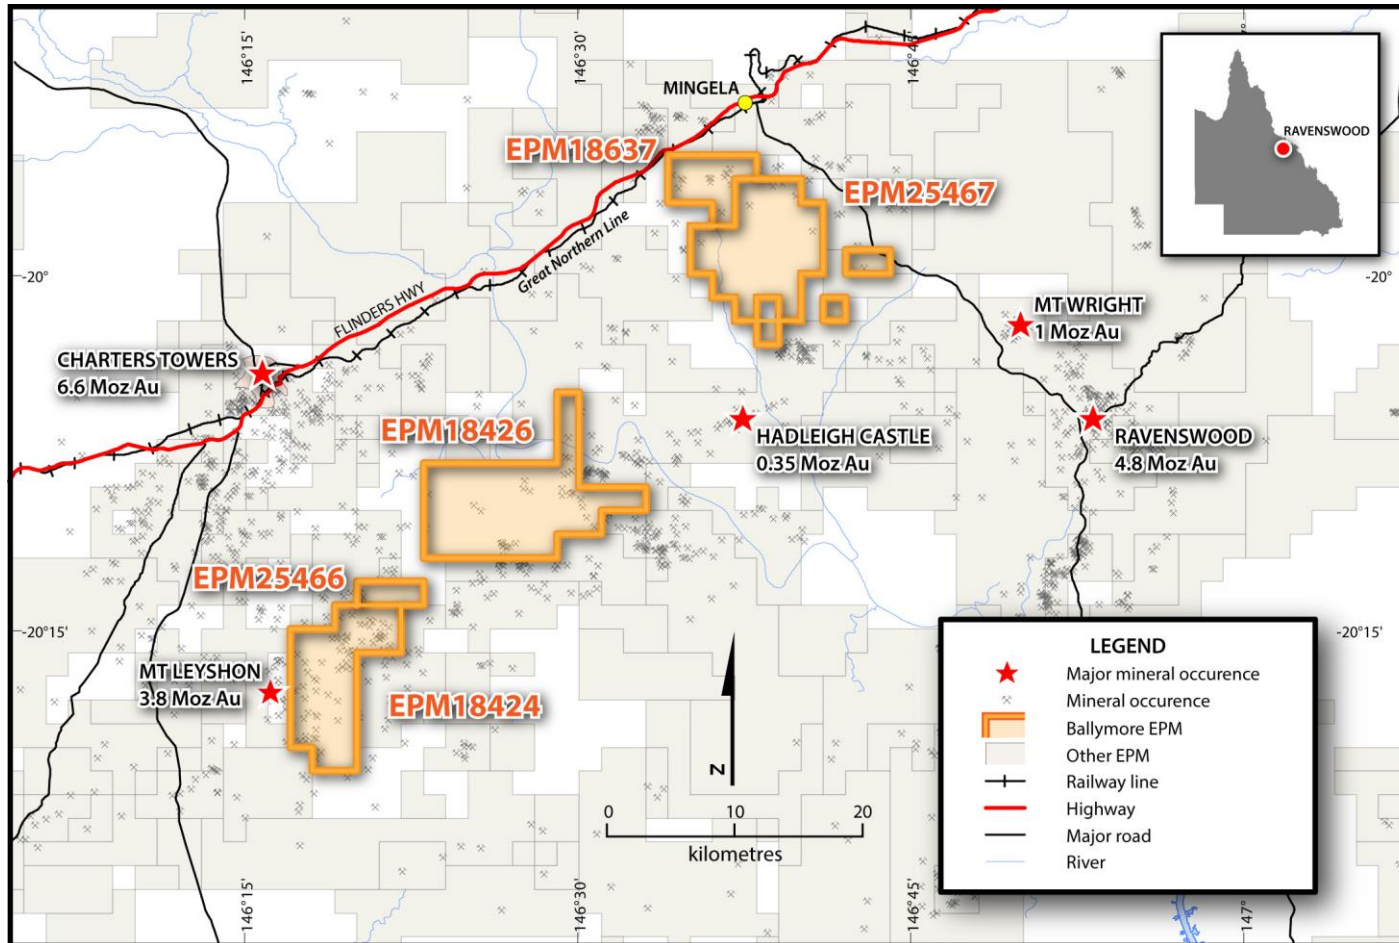 146°15'
146°30'
146°45'
MINGELA
RAVENSWOOD
EPM18637
EPM25467
Great Northern Line
FLINDERS HWY
-20°
-20°
MT WRIGHT
1 Moz Au
CHARTERS TOWERS
6.6 Moz Au
EPM18426
HADLEIGH CASTLE
0.35 Moz Au
RAVENSWOOD
4.8 Moz Au
EPM25466
-20°15'
-20°15'
MT LEYSHON
3.8 Moz Au
EPM18424
N
0 10 20
kilometres
LEGEND
Major mineral occurence
Mineral occurence
Ballymore EPM
Other EPM
Railway line
Highway
Major road
River
146°15'
146°30'
146°45'
147°